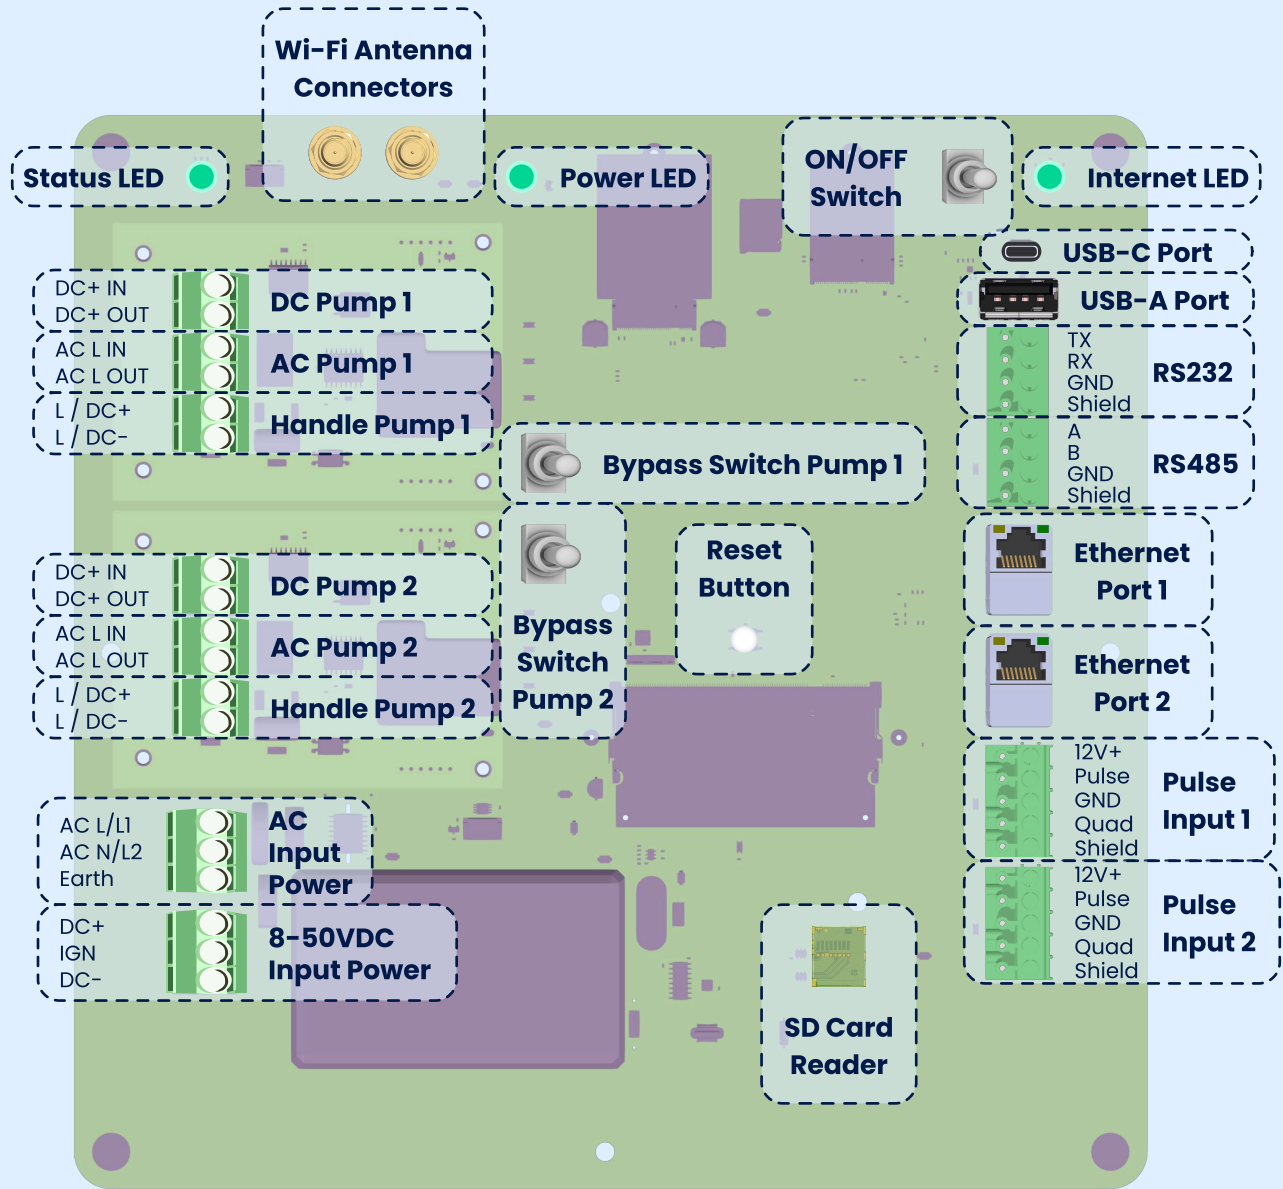 Wi-Fi Antenna
Connectors
Status LED
Power LED
ON/OFF
Switch
Internet LED
USB-C Port
USB-A Port
DC+ IN
DC+ OUT
DC Pump 1
AC L IN
AC L OUT
AC Pump 1
L / DC+
L / DC-
Handle Pump 1
TX
RX
GND
Shield
RS232
A
B
GND
Shield
RS485
Bypass Switch Pump 1
Bypass
Switch
Pump 2
Reset
Button
Ethernet
Port 1
Ethernet
Port 2
DC+ IN
DC+ OUT
DC Pump 2
AC L IN
AC L OUT
AC Pump 2
L / DC+
L / DC-
Handle Pump 2
12V+
Pulse
GND
Quad
Shield
Pulse
Input 1
12V+
Pulse
GND
Quad
Shield
Pulse
Input 2
AC L/L1
AC N/L2
Earth
AC
Input
Power
DC+
IGN
DC-
8-50VDC
Input Power
SD Card
Reader